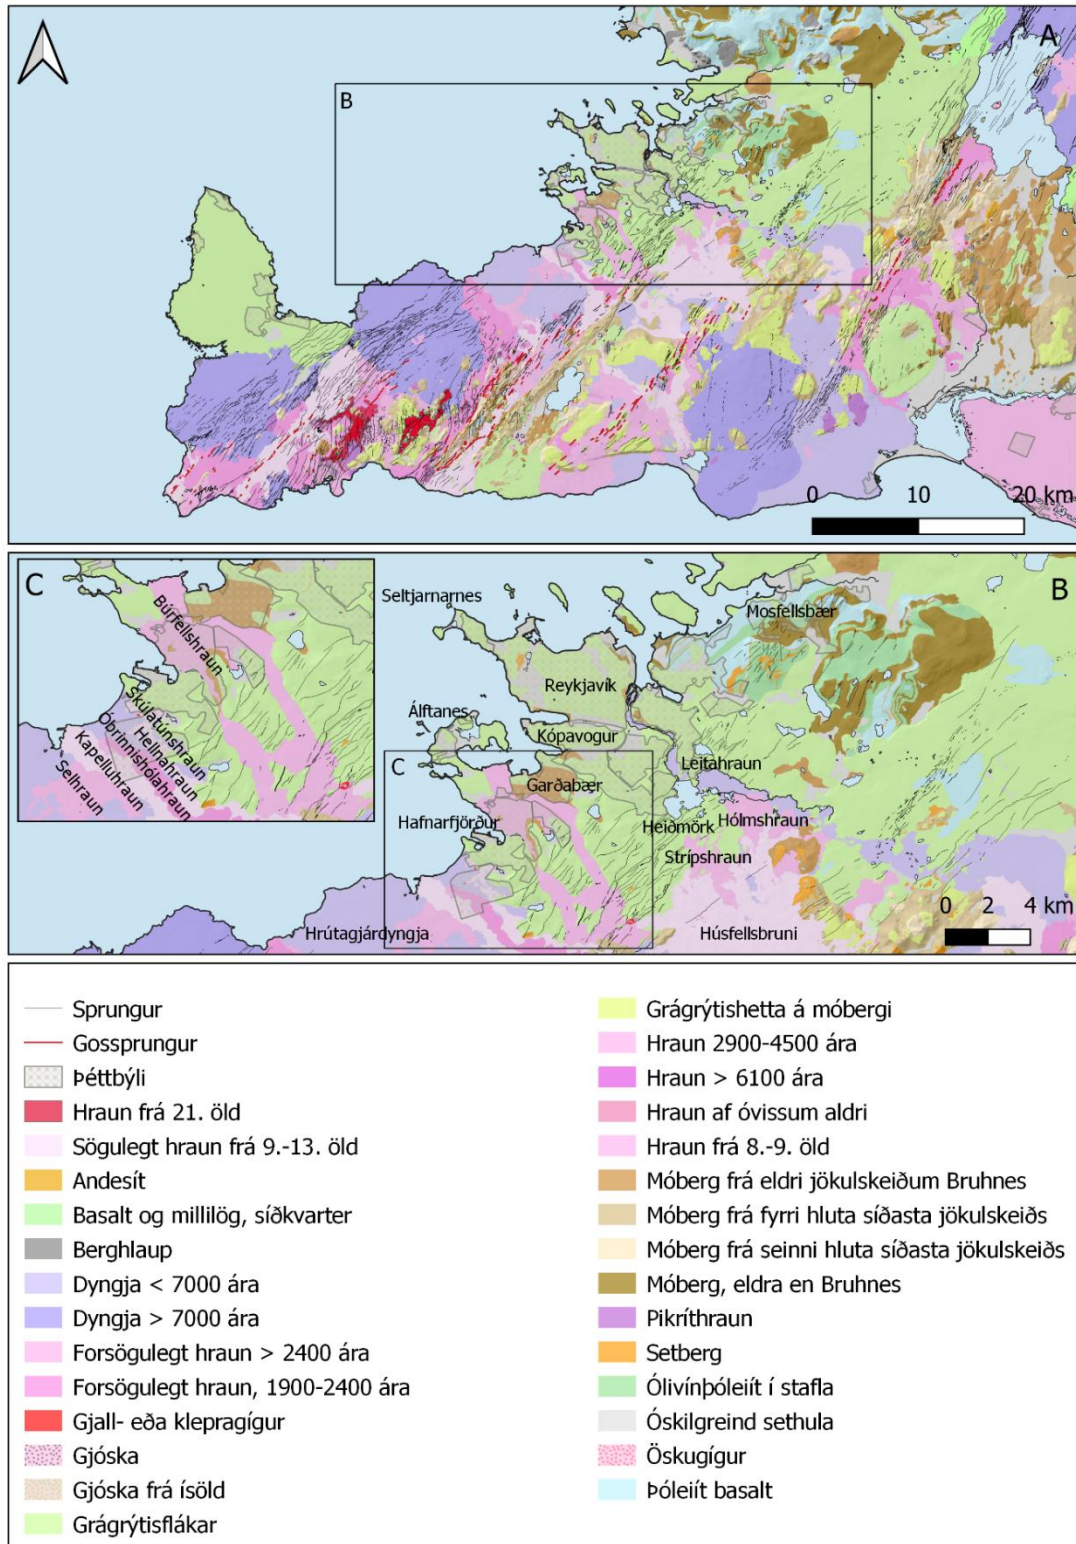 A
B
0 10 20 km
C
B
Seltjarnarnes
Mosfellsbær
Reykjavík
Álftanes
Kópavogur
Leitahraun
C
Garðabær
Hafnarfjörður
Heiðmörk
Hólmshraun
Strípshraun
Hrútagjárdyngja
Húsfellsbruni
0 2 4 km
Búrfellshraun
Skúlatúnshraun
Hellnahraun
Óbrinnishólahraun
Kapelluhraun
Selhraun
Sprungur
Gossprungur
Þéttbýli
Hraun frá 21. öld
Sögulegt hraun frá 9.-13. öld
Andesít
Basalt og millilög, síðkvarter
Berghlaup
Dyngja < 7000 ára
Dyngja > 7000 ára
Forsögulegt hraun > 2400 ára
Forsögulegt hraun, 1900-2400 ára
Gjall- eða klepragígur
Gjóska
Gjóska frá ísöld
Grágrýtisflákar
Grágrýtishetta á móbergi
Hraun 2900-4500 ára
Hraun > 6100 ára
Hraun af óvissum aldri
Hraun frá 8.-9. öld
Móberg frá eldri jökulskeiðum Bruhnes
Móberg frá fyrri hluta síðasta jökulskeiðs
Móberg frá seinni hluta síðasta jökulskeiðs
Móberg, eldra en Bruhnes
Pikríthraun
Setberg
Ólivínþóleiít í stafla
Óskilgreind sethula
Öskugígur
Þóleiít basalt